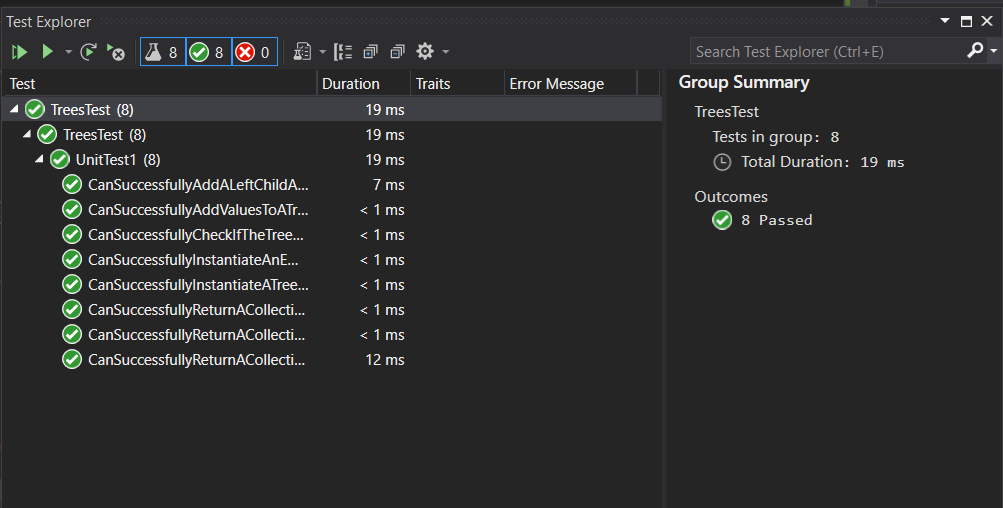 Test Explorer
8 8 0
Search Test Explorer (Ctrl+E)
Test Duration Traits Error Message
TreesTest (8) 19 ms
TreesTest (8) 19 ms
UnitTest1 (8) 19 ms
CanSuccessfullyAddALeftChildA... 7 ms
CanSuccessfullyAddValuesToATr... < 1 ms
CanSuccessfullyCheckIfTheTree... < 1 ms
CanSuccessfullyInstantiateAnE... < 1 ms
CanSuccessfullyInstantiateATree... < 1 ms
CanSuccessfullyReturnACollecti... < 1 ms
CanSuccessfullyReturnACollecti... < 1 ms
CanSuccessfullyReturnACollecti... 12 ms
Group Summary
TreesTest
Tests in group: 8
Total Duration: 19 ms
Outcomes
8 Passed